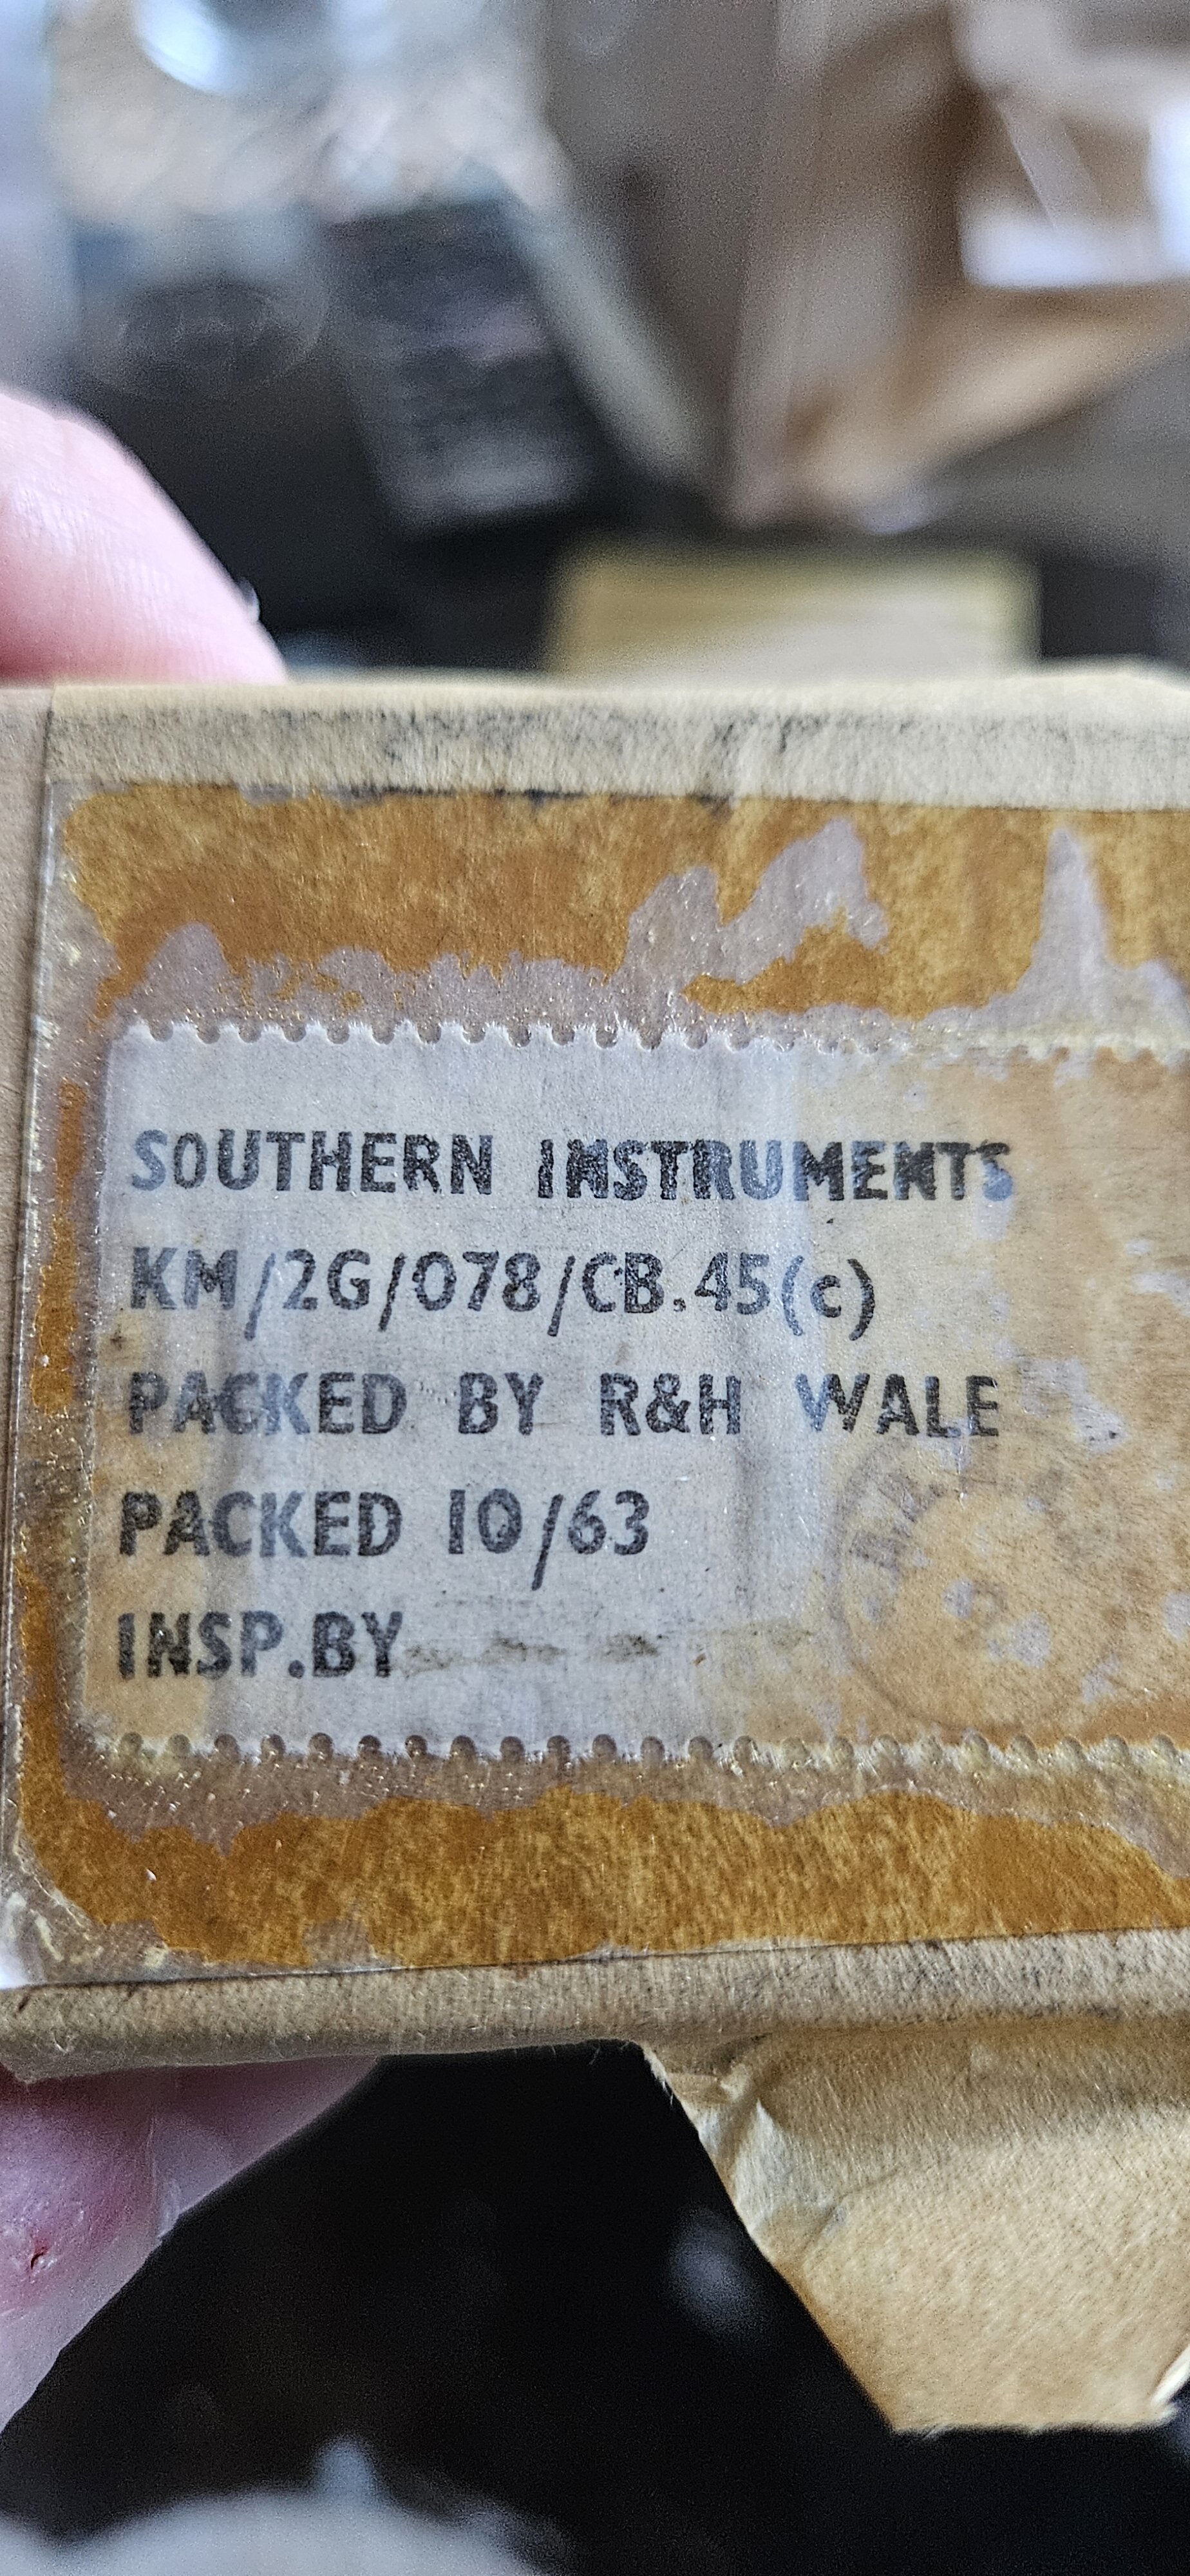 SOUTHERN INSTRUMENTS
KM/2G/078/CB.45(c)
PACKED BY R&H WALE
PACKED 10/63
INSP.BY